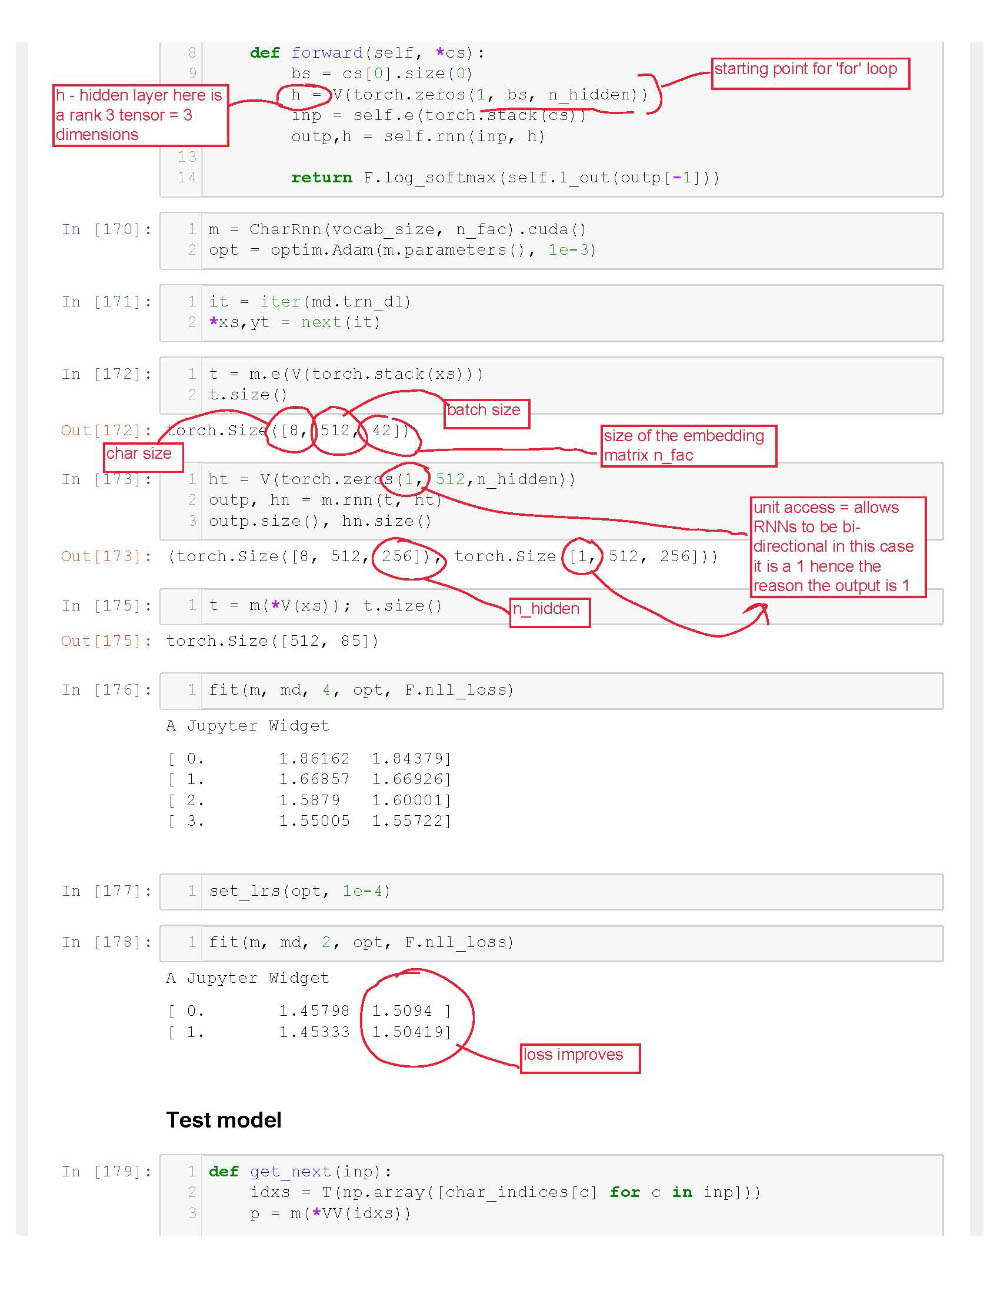 8 def forward(self, *cs):
9 bs = cs[0].size(0)
starting point for 'for' loop
h - hidden layer here is
a rank 3 tensor = 3
dimensions
h = V(torch.zeros(1, bs, n_hidden))
inp = self.e(torch.stack(cs))
outp,h = self.rnn(inp, h)
13
14 return F.log_softmax(self.l_out(outp[-1]))
In [170]: 1 m = CharRnn(vocab_size, n_fac).cuda()
2 opt = optim.Adam(m.parameters(), 1e-3)
In [171]: 1 it = iter(md.trn_dl)
2 *xs,yt = next(it)
In [172]: 1 t = m.e(V(torch.stack(xs)))
2 t.size()
batch size
Out[172]: torch.Size([8, 512, 42])
char size
size of the embedding
matrix n_fac
In [173]: 1 ht = V(torch.zeros(1, 512,n_hidden))
2 outp, hn = m.rnn(t, ht)
3 outp.size(), hn.size()
unit access = allows
RNNs to be bi-
directional in this case
it is a 1 hence the
reason the output is 1
Out[173]: (torch.Size([8, 512, 256]), torch.Size([1, 512, 256]))
In [175]: 1 t = m(*V(xs)); t.size()
n_hidden
Out[175]: torch.Size([512, 85])
In [176]: 1 fit(m, md, 4, opt, F.nll_loss)
A Jupyter Widget
[ 0. 1.86162 1.84379]
[ 1. 1.66857 1.66926]
[ 2. 1.5879 1.60001]
[ 3. 1.55005 1.55722]
In [177]: 1 set_lrs(opt, 1e-4)
In [178]: 1 fit(m, md, 2, opt, F.nll_loss)
A Jupyter Widget
[ 0. 1.45798 1.5094 ]
[ 1. 1.45333 1.50419]
loss improves
Test model
In [179]: 1 def get_next(inp):
2 idxs = T(np.array([char_indices[c] for c in inp]))
3 p = m(*VV(idxs))